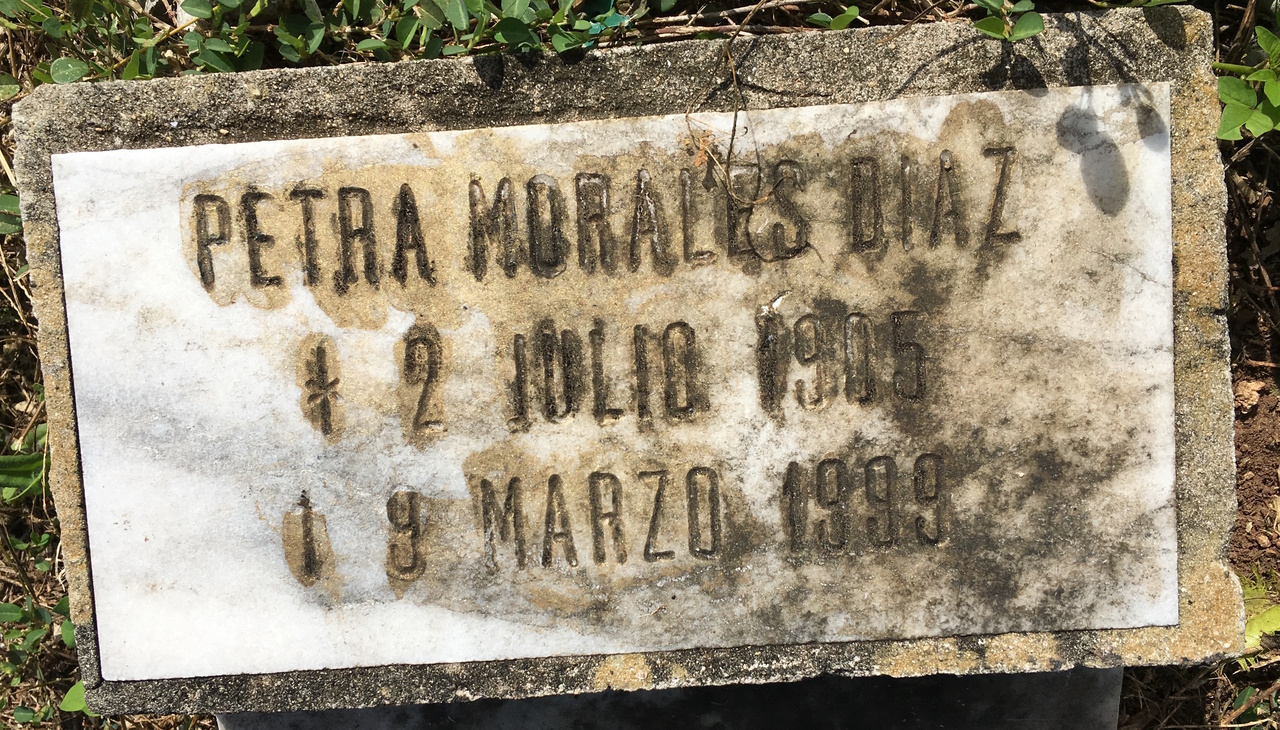 PETRA MORALES DIAZ
* 2 JULIO 1905
† 9 MARZO 1999